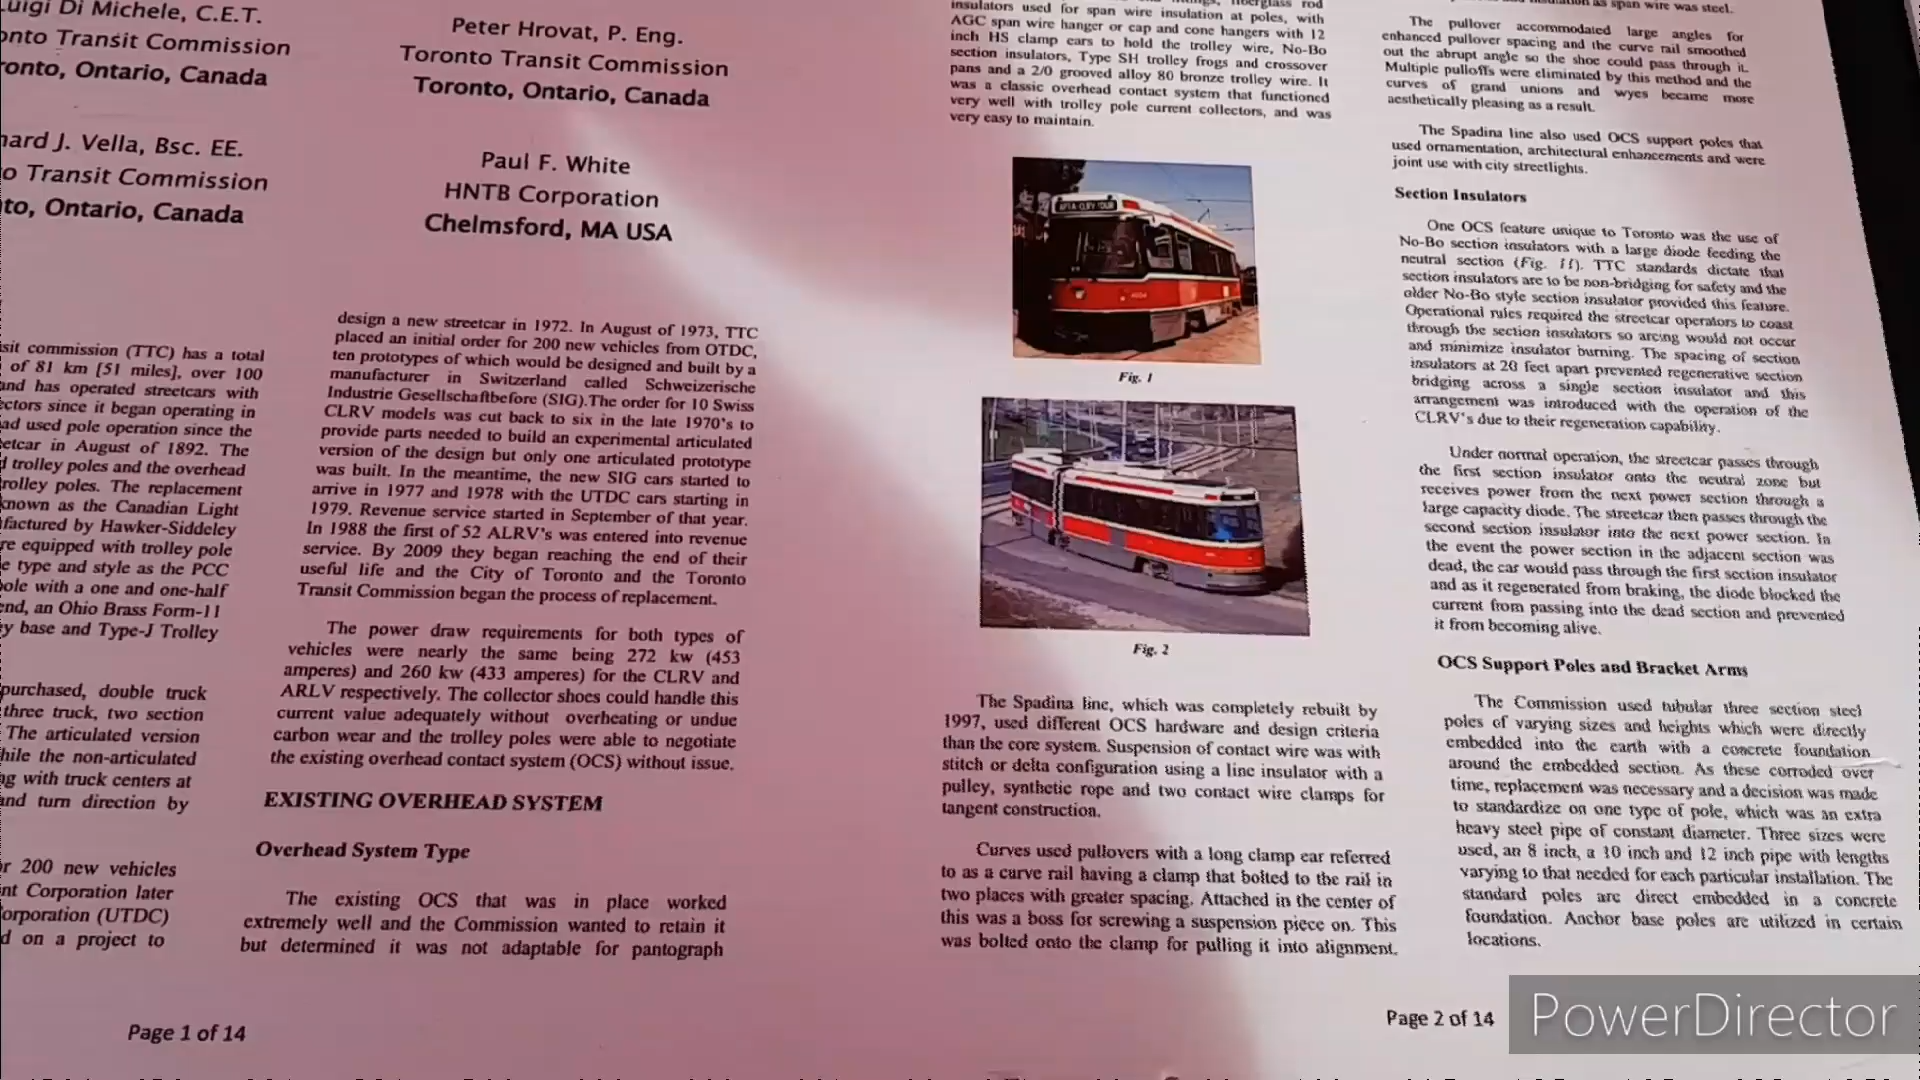 Luigi Di Michele, C.E.T.
onto Transit Commission
ronto, Ontario, Canada
hard J. Vella, Bsc. EE.
o Transit Commission
to, Ontario, Canada
Peter Hrovat, P. Eng.
Toronto Transit Commission
Toronto, Ontario, Canada
Paul F. White
HNTB Corporation
Chelmsford, MA USA
sit commission (TTC) has a total
of 81 km [51 miles], over 100
and has operated streetcars with
ectors since it began operating in
ad used pole operation since the
etcar in August of 1892. The
d trolley poles and the overhead
rolley poles. The replacement
known as the Canadian Light
factured by Hawker-Siddeley
re equipped with trolley pole
e type and style as the PCC
pole with a one and one-half
end, an Ohio Brass Form-11
y base and Type-J Trolley
purchased, double truck
three truck, two section
The articulated version
hile the non-articulated
ng with truck centers at
and turn direction by
or 200 new vehicles
nt Corporation later
orporation (UTDC)
d on a project to
design a new streetcar in 1972. In August of 1973, TTC
placed an initial order for 200 new vehicles from OTDC,
ten prototypes of which would be designed and built by a
manufacturer in Switzerland called Schweizerische
Industrie Gesellschaftbefore (SIG).The order for 10 Swiss
CLRV models was cut back to six in the late 1970's to
provide parts needed to build an experimental articulated
version of the design but only one articulated prototype
was built. In the meantime, the new SIG cars started to
arrive in 1977 and 1978 with the UTDC cars starting in
1979. Revenue service started in September of that year.
In 1988 the first of 52 ALRV's was entered into revenue
service. By 2009 they began reaching the end of their
useful life and the City of Toronto and the Toronto
Transit Commission began the process of replacement.
The power draw requirements for both types of
vehicles were nearly the same being 272 kw (453
amperes) and 260 kw (433 amperes) for the CLRV and
ARLV respectively. The collector shoes could handle this
current value adequately without overheating or undue
carbon wear and the trolley poles were able to negotiate
the existing overhead contact system (OCS) without issue.
EXISTING OVERHEAD SYSTEM
Overhead System Type
The existing OCS that was in place worked
extremely well and the Commission wanted to retain it
but determined it was not adaptable for pantograph
Page 1 of 14
fiberglass rod
insulators used for span wire insulation at poles, with
AGC span wire hanger or cap and cone hangers with 12
inch HS clamp ears to hold the trolley wire, No-Bo
section insulators, Type SH trolley frogs and crossover
pans and a 2/0 grooved alloy 80 bronze trolley wire. It
was a classic overhead contact system that functioned
very well with trolley pole current collectors, and was
very easy to maintain.
Fig. 1
Fig. 2
The Spadina line, which was completely rebuilt by
1997, used different OCS hardware and design criteria
than the core system. Suspension of contact wire was with
stitch or delta configuration using a line insulator with a
pulley, synthetic rope and two contact wire clamps for
tangent construction.
Curves used pullovers with a long clamp ear referred
to as a curve rail having a clamp that bolted to the rail in
two places with greater spacing. Attached in the center of
this was a boss for screwing a suspension piece on. This
was bolted onto the clamp for pulling it into alignment.
as span wire was steel.
The pullover accommodated large angles for
enhanced pullover spacing and the curve rail smoothed
out the abrupt angle so the shoe could pass through it.
Multiple pulloffs were eliminated by this method and the
curves of grand unions and wyes became more
aesthetically pleasing as a result.
The Spadina line also used OCS support poles that
used ornamentation, architectural enhancements and were
joint use with city streetlights.
Section Insulators
One OCS feature unique to Toronto was the use of
No-Bo section insulators with a large diode feeding the
neutral section (Fig. 11). TTC standards dictate that
section insulators are to be non-bridging for safety and the
older No-Bo style section insulator provided this feature.
Operational rules required the streetcar operators to coast
through the section insulators so arcing would not occur
and minimize insulator burning. The spacing of section
insulators at 20 feet apart prevented regenerative section
bridging across a single section insulator and this
arrangement was introduced with the operation of the
CLRV's due to their regeneration capability.
Under normal operation, the streetcar passes through
the first section insulator onto the neutral zone but
receives power from the next power section through a
large capacity diode. The streetcar then passes through the
second section insulator into the next power section. In
the event the power section in the adjacent section was
dead, the car would pass through the first section insulator
and as it regenerated from braking, the diode blocked the
current from passing into the dead section and prevented
it from becoming alive.
OCS Support Poles and Bracket Arms
The Commission used tubular three section steel
poles of varying sizes and heights which were directly
embedded into the earth with a concrete foundation
around the embedded section. As these corroded over
time, replacement was necessary and a decision was made
to standardize on one type of pole, which was an extra
heavy steel pipe of constant diameter. Three sizes were
used, an 8 inch, a 10 inch and 12 inch pipe with lengths
varying to that needed for each particular installation. The
standard poles are direct embedded in a concrete
foundation. Anchor base poles are utilized in certain
locations.
Page 2 of 14
PowerDirector